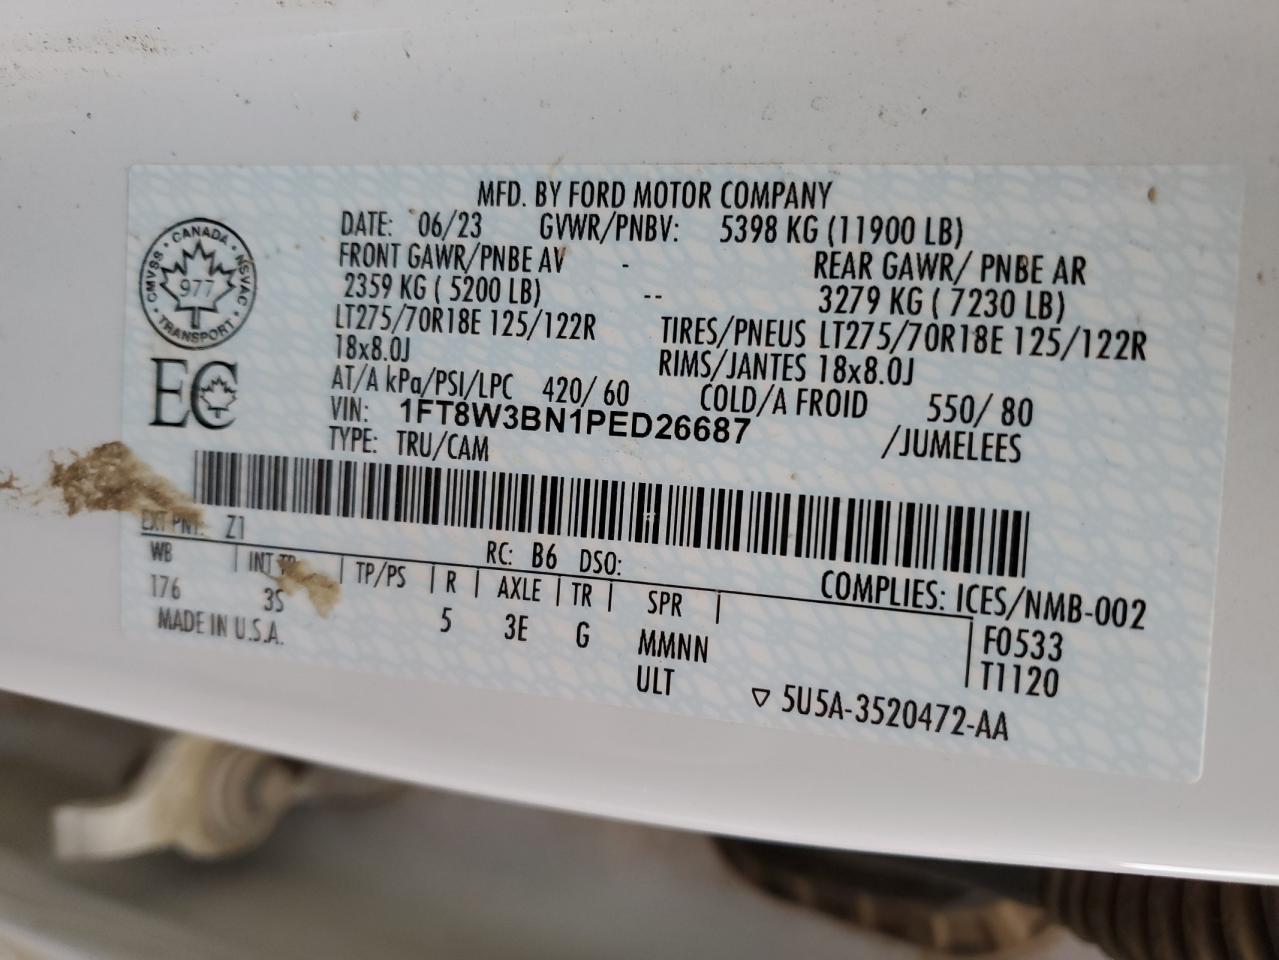 MFD. BY FORD MOTOR COMPANY
DATE: 06/23 GVWR/PNBV: 5398 KG (11900 LB)
FRONT GAWR/PNBE AV - REAR GAWR/ PNBE AR
2359 KG ( 5200 LB) -- 3279 KG ( 7230 LB)
LT275/70R18E 125/122R TIRES/PNEUS LT275/70R18E 125/122R
18x8.0J RIMS/JANTES 18x8.0J
AT/A kPa/PSI/LPC 420/ 60 COLD/A FROID 550/ 80
VIN: 1FT8W3BN1PED26687 /JUMELEES
TYPE: TRU/CAM
CANADA
CMVSS • NSVAC
977
TRANSPORT
EC
EXT PNT: Z1 RC: B6 DSO:
WB INT TR TP/PS R AXLE TR SPR COMPLIES: ICES/NMB-002
176 3S 5 3E G MMNN F0533
MADE IN U.S.A. ULT T1120
▽ 5U5A-3520472-AA